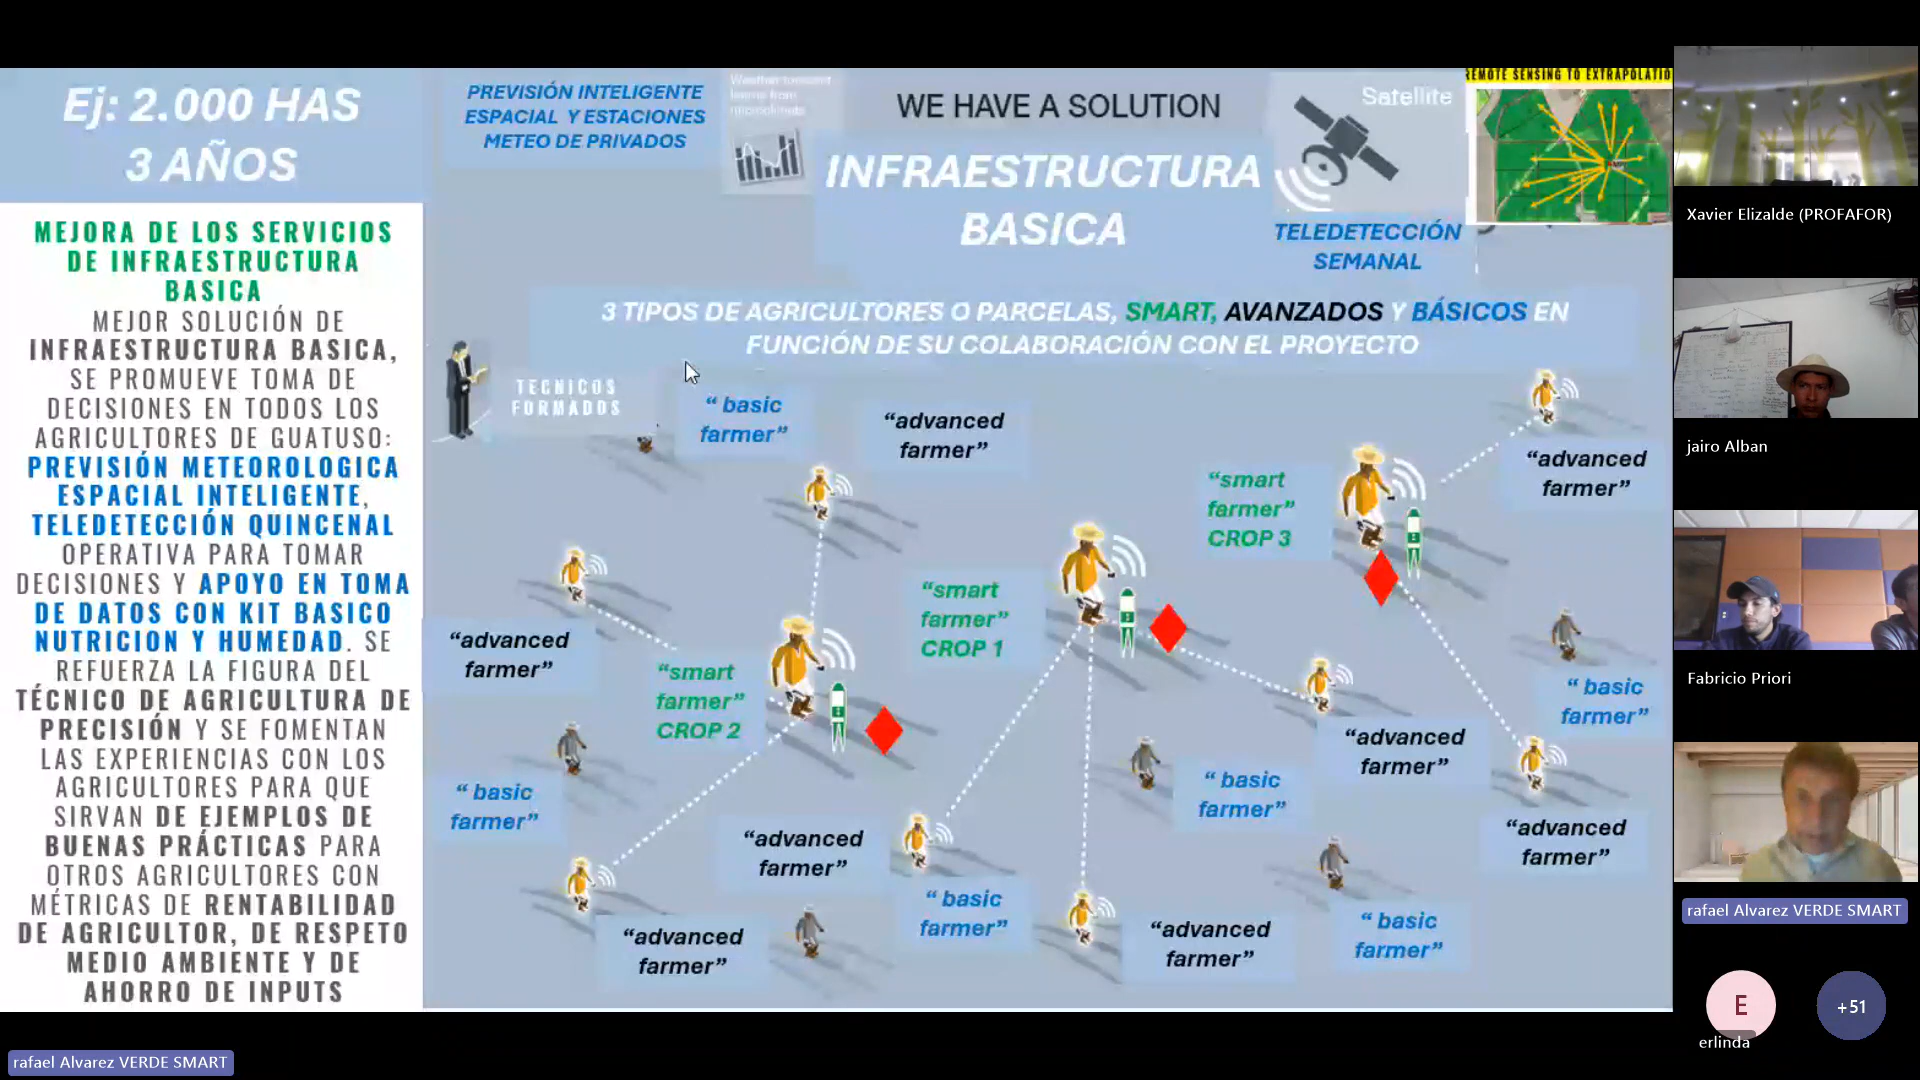 Ej: 2.000 HAS
3 AÑOS
MEJORA DE LOS SERVICIOS
DE INFRAESTRUCTURA
BASICA
MEJOR SOLUCIÓN DE
INFRAESTRUCTURA BASICA,
SE PROMUEVE TOMA DE
DECISIONES EN TODOS LOS
AGRICULTORES DE GUATUSO:
PREVISIÓN METEOROLOGICA
ESPACIAL INTELIGENTE,
TELEDETECCIÓN QUINCENAL
OPERATIVA PARA TOMAR
DECISIONES Y APOYO EN TOMA
DE DATOS CON KIT BASICO
NUTRICION Y HUMEDAD. SE
REFUERZA LA FIGURA DEL
TÉCNICO DE AGRICULTURA DE
PRECISIÓN Y SE FOMENTAN
LAS EXPERIENCIAS CON LOS
AGRICULTORES PARA QUE
SIRVAN DE EJEMPLOS DE
BUENAS PRÁCTICAS PARA
OTROS AGRICULTORES CON
MÉTRICAS DE RENTABILIDAD
DE AGRICULTOR, DE RESPETO
MEDIO AMBIENTE Y DE
AHORRO DE INPUTS
PREVISIÓN INTELIGENTE
ESPACIAL Y ESTACIONES
METEO DE PRIVADOS
WE HAVE A SOLUTION
INFRAESTRUCTURA
BASICA
Satellite
TELEDETECCIÓN
SEMANAL
REMOTE SENSING TO EXTRAPOLATIO
3 TIPOS DE AGRICULTORES O PARCELAS, SMART, AVANZADOS Y BÁSICOS EN
FUNCIÓN DE SU COLABORACIÓN CON EL PROYECTO
TECNICOS
FORMADOS
“ basic
farmer”
“advanced
farmer”
“smart
farmer”
CROP 3
“advanced
farmer”
“smart
farmer”
CROP 1
“advanced
farmer”
“smart
farmer”
CROP 2
“ basic
farmer”
“advanced
farmer”
“ basic
farmer”
“ basic
farmer”
“advanced
farmer”
“advanced
farmer”
“ basic
farmer”
“advanced
farmer”
“advanced
farmer”
“ basic
farmer”
Xavier Elizalde (PROFAFOR)
jairo Alban
Fabricio Priori
rafael Alvarez VERDE SMART
E
+51
erlinda
rafael Alvarez VERDE SMART